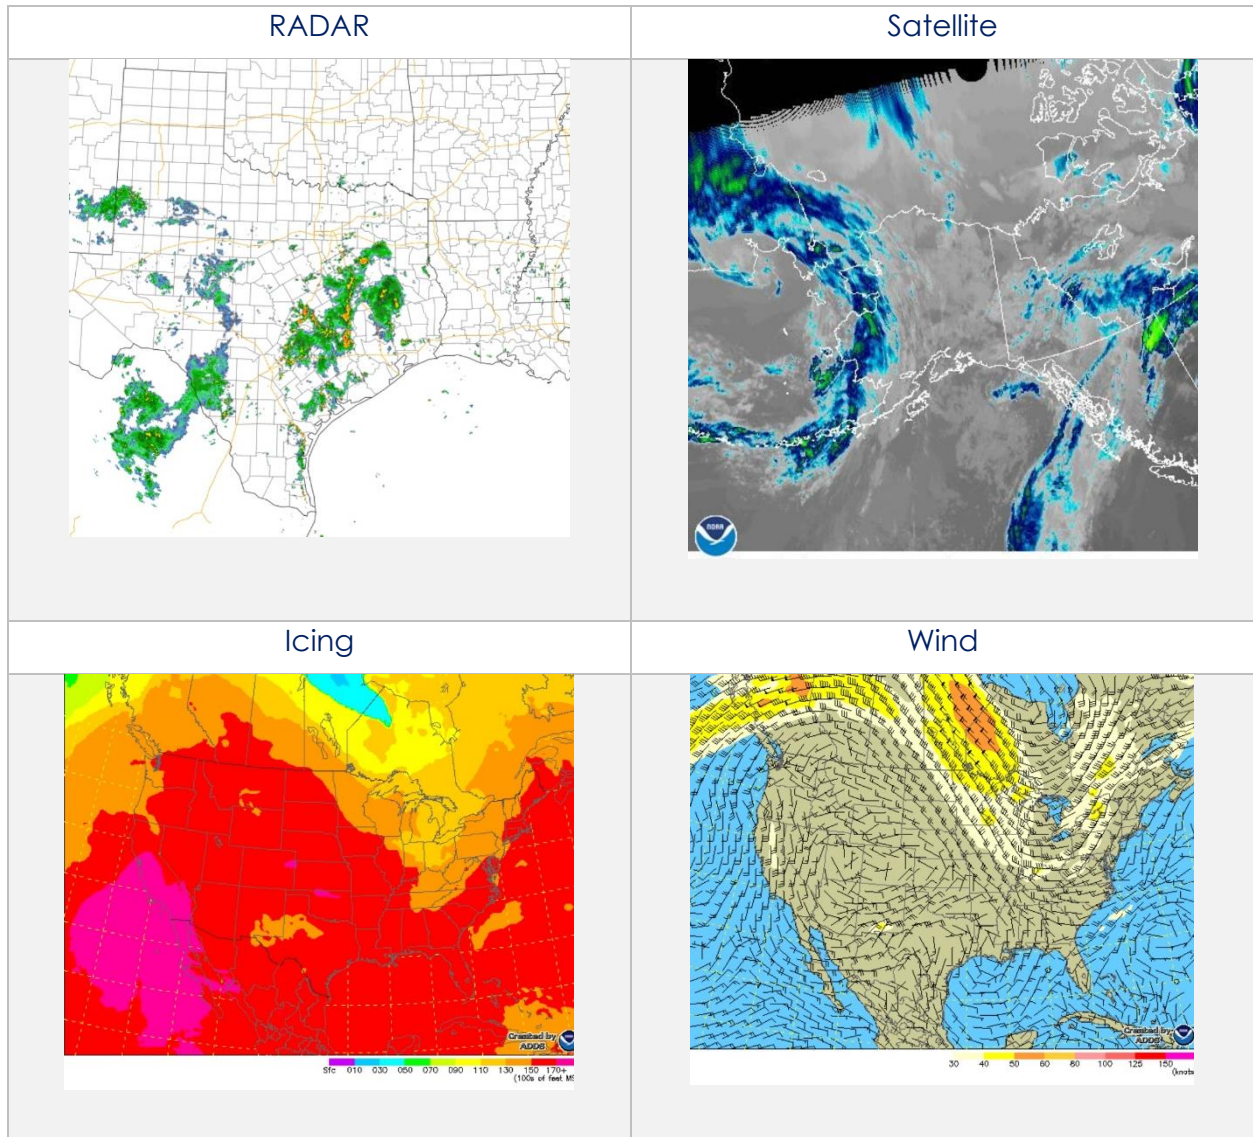 RADAR
Satellite
NOAA
Icing
Wind
Created by
ADDS
Sfc 010 030 050 070 090 110 130 150 170+
(100s of feet MS
Created by
ADDS
30 40 50 60 80 100 125 150
(knots